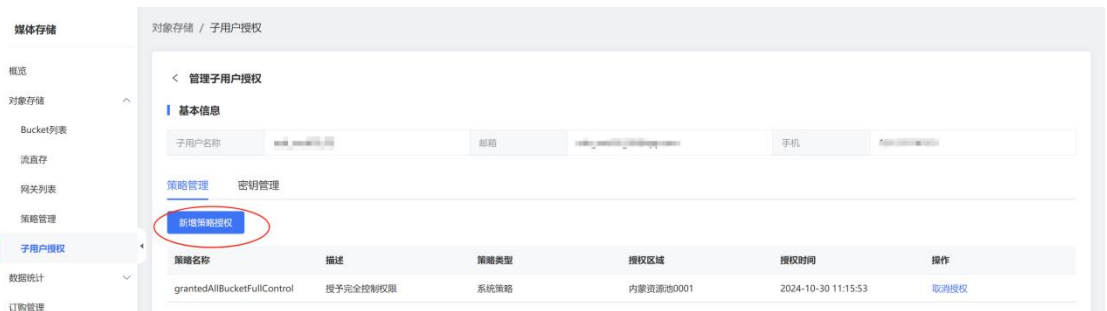 媒体存储
对象存储 / 子用户授权
概览
对象存储
Bucket列表
流直存
网关列表
策略管理
子用户授权
数据统计
订购管理
< 管理子用户授权
基本信息
子用户名称 邮箱 手机
策略管理 密钥管理
新增策略授权
策略名称 描述 策略类型 授权区域 授权时间 操作
grantedAllBucketFullControl 授予完全控制权限 系统策略 内蒙资源池0001 2024-10-30 11:15:53 取消授权